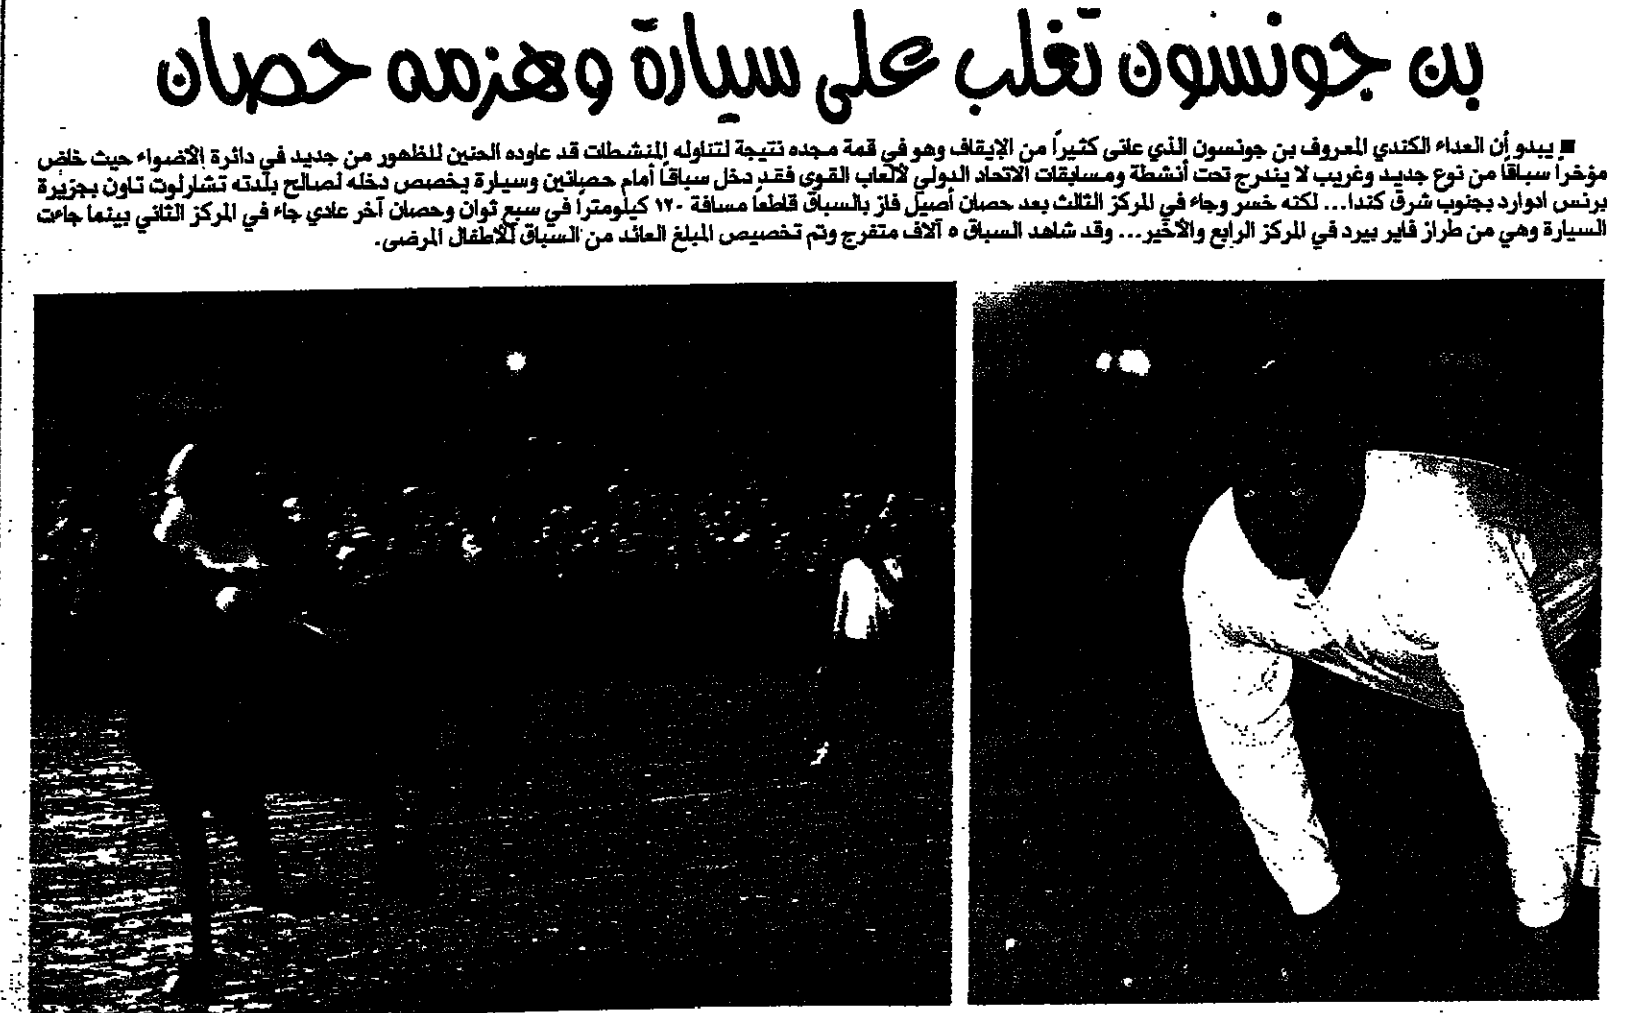 بن جونسون تغلب على سيارة وهزمه حصان
■ يبدو أن العداء الكندي المعروف بن جونسون الذي عانى كثيراً من الإيقاف وهو في قمة مجده نتيجة لتناوله المنشطات قد عاوده الحنين للظهور من جديد في دائرة الأضواء حيث خاض
مؤخراً سباقاً من نوع جديد وغريب لا يندرج تحت أنشطة ومسابقات الاتحاد الدولي لألعاب القوى فقد دخل سباقاً أمام حصانين وسيارة يخصص دخله لصالح بلدته تشارلوت تاون بجزيرة
برنس ادوارد بجنوب شرق كندا... لكنه خسر وجاء في المركز الثالث بعد حصان أصيل فاز بالسباق قاطعاً مسافة ١٢٠ كيلومتراً في سبع ثوان وحصان آخر عادي جاء في المركز الثاني بينما جاءت
السيارة وهي من طراز فاير بيرد في المركز الرابع والأخير... وقد شاهد السباق ٥ آلاف متفرج وتم تخصيص المبلغ العائد من السباق للأطفال المرضى.